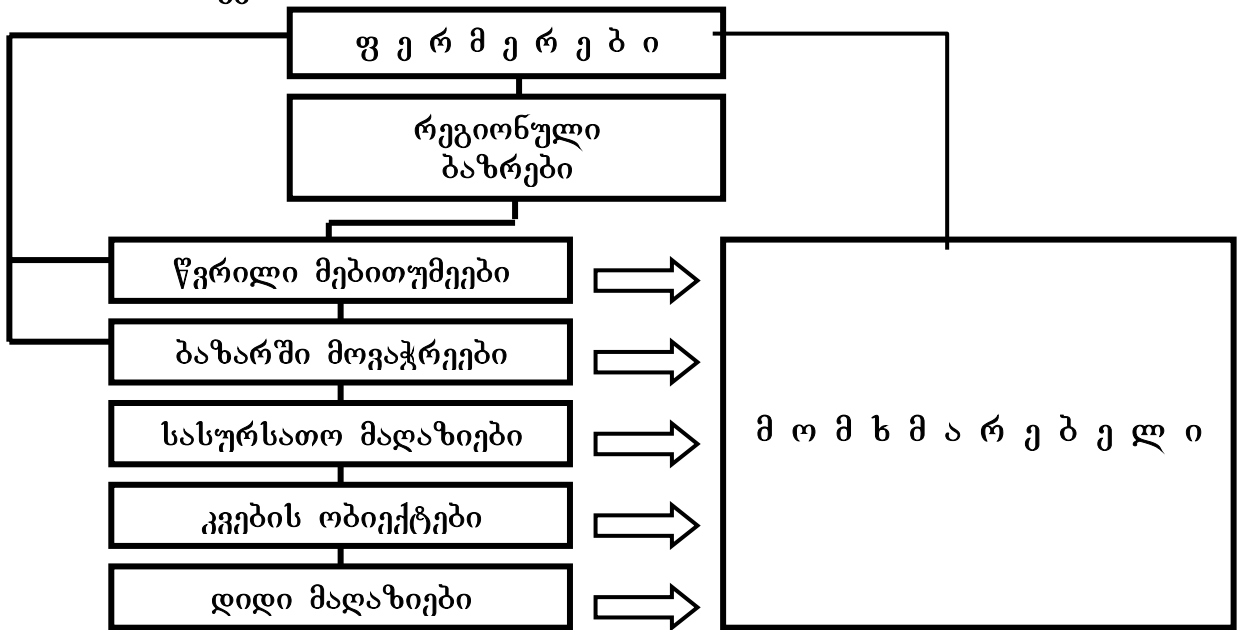 ფ ე რ მ ე რ ე ბ ი
რეგიონული
ბაზრები
წვრილი მებითუმეები
ბაზარში მოვაჭრეები
სასურსათო მაღაზიები
კვების ობიექტები
დიდი მაღაზიები
მ ო მ ხ მ ა რ ე ბ ე ლ ი